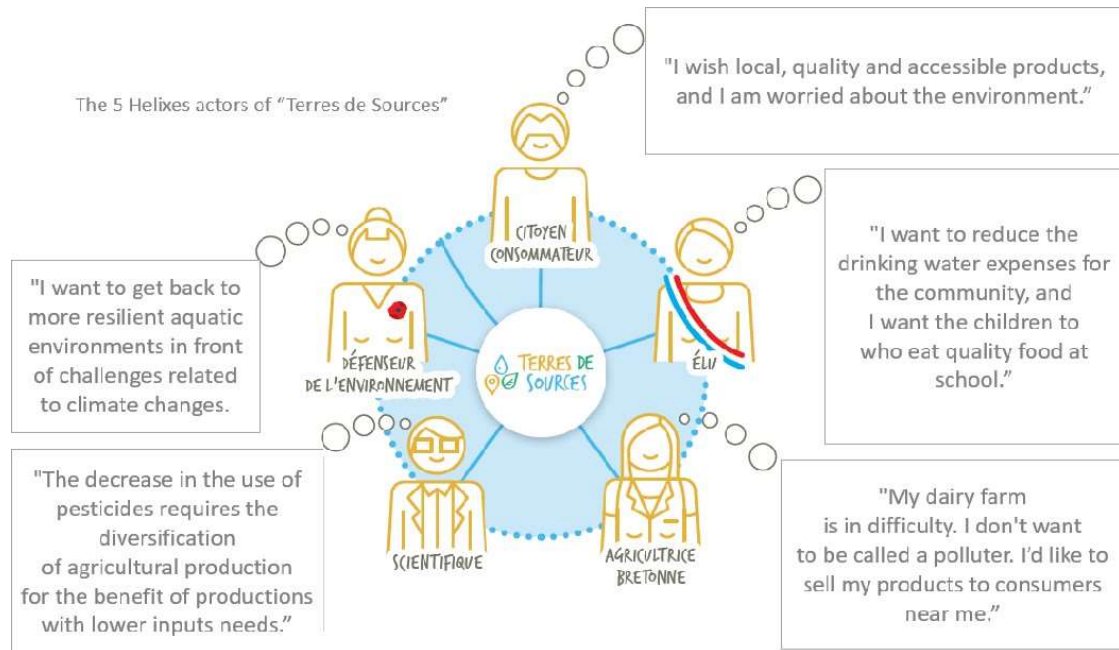 The 5 Helixes actors of “Terres de Sources”
"I wish local, quality and accessible products,
and I am worried about the environment.”
CITOYEN
CONSOMMATEUR
"I want to reduce the
drinking water expenses for
the community, and
I want the children to
who eat quality food at
school.”
ÉLU
"I want to get back to
more resilient aquatic
environments in front
of challenges related
to climate changes.
DÉFENSEUR
DE L'ENVIRONNEMENT
TERRES DE
SOURCES
"The decrease in the use of
pesticides requires the
diversification
of agricultural production
for the benefit of productions
with lower inputs needs.”
SCIENTIFIQUE
AGRICULTRICE
BRETONNE
"My dairy farm
is in difficulty. I don't want
to be called a polluter. I’d like to
sell my products to consumers
near me.”